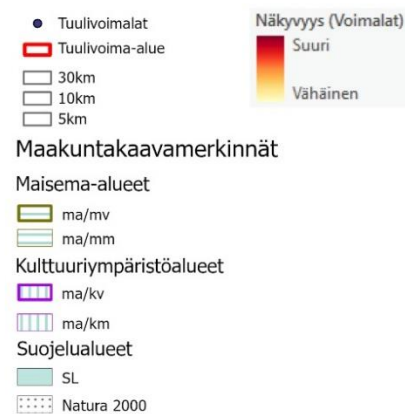 Tuulivoimalat
Tuulivoima-alue
30km
10km
5km
Näkyvyys (Voimalat)
Suuri
Vähäinen
Maakuntakaavamerkinnät
Maisema-alueet
ma/mv
ma/mm
Kulttuuriympäristöalueet
ma/kv
ma/km
Suojelualueet
SL
Natura 2000